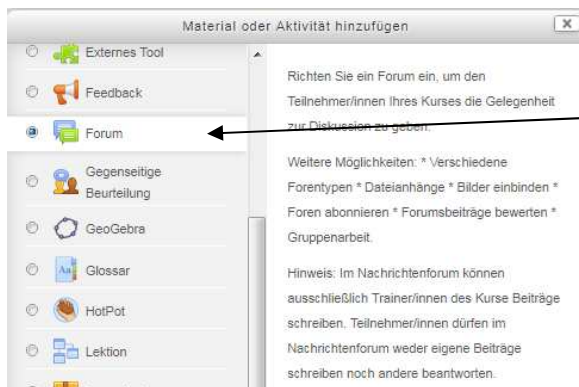 Material oder Aktivität hinzufügen
Externes Tool
Feedback
Forum
Gegenseitige
Beurteilung
GeoGebra
Glossar
HotPot
Lektion
Richten Sie ein Forum ein, um den
Teilnehmer/innen Ihres Kurses die Gelegenheit
zur Diskussion zu geben.
Weitere Möglichkeiten: * Verschiedene
Forentypen * Dateianhänge * Bilder einbinden *
Foren abonnieren * Forumsbeiträge bewerten *
Gruppenarbeit.
Hinweis: Im Nachrichtenforum können
ausschließlich Trainer/innen des Kurse Beiträge
schreiben. Teilnehmer/innen dürfen im
Nachrichtenforum weder eigene Beiträge
schreiben noch andere beantworten.